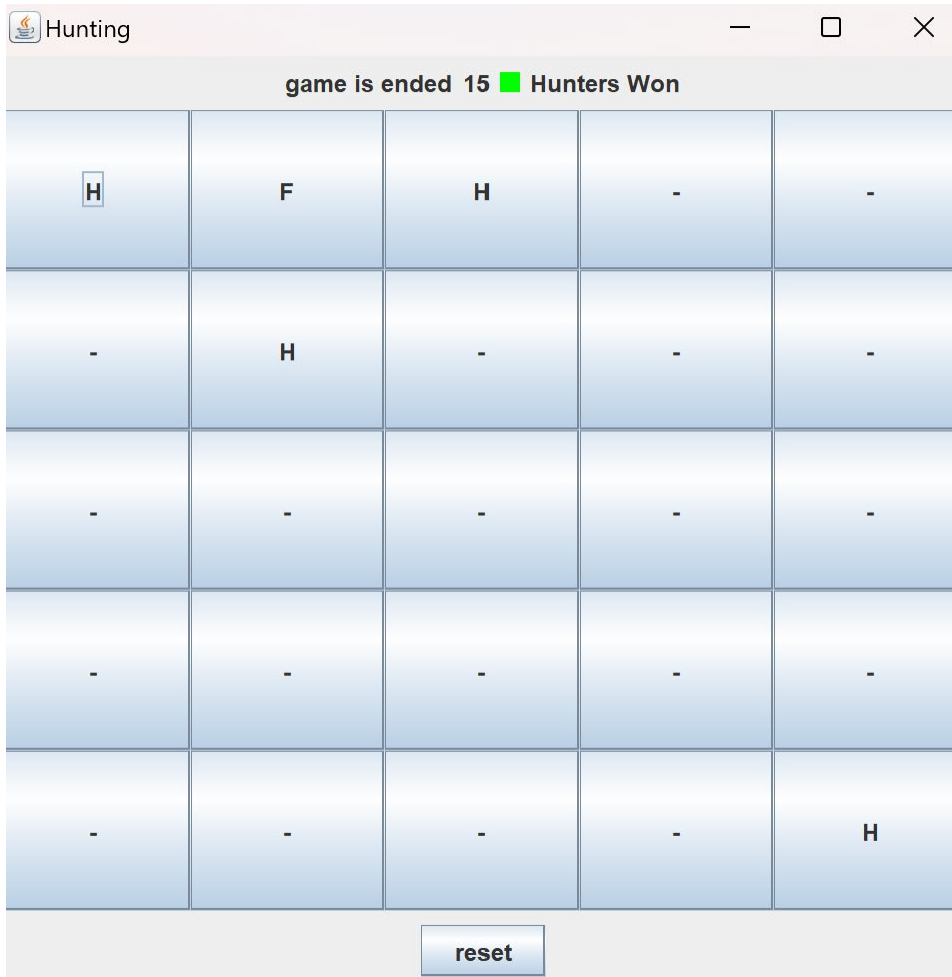 Hunting
game is ended 15 Hunters Won
H F H - -
- H - - -
- - - - -
- - - - -
- - - - H
reset